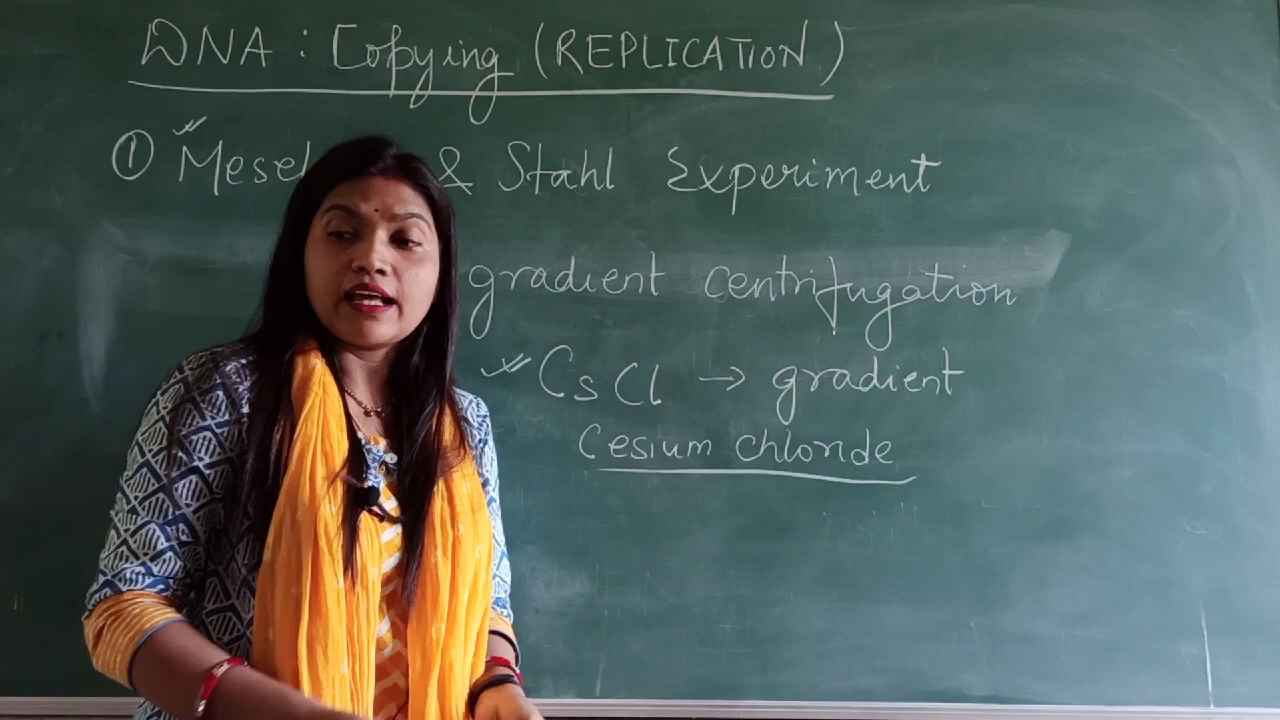 DNA : Copying (REPLICATION)
① Mesel & Stahl Experiment
gradient centrifugation
CsCl → gradient
Cesium chloride